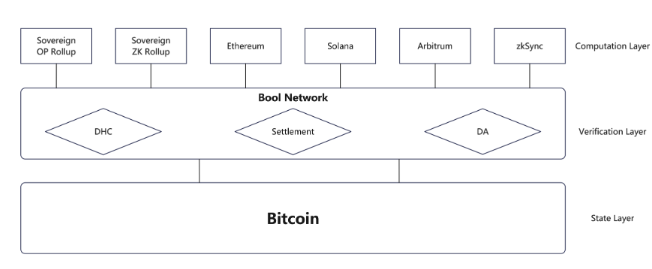 Sovereign
OP Rollup
Sovereign
ZK Rollup
Ethereum
Solana
Arbitrum
zkSync
Computation Layer
Bool Network
DHC
Settlement
DA
Verification Layer
Bitcoin
State Layer